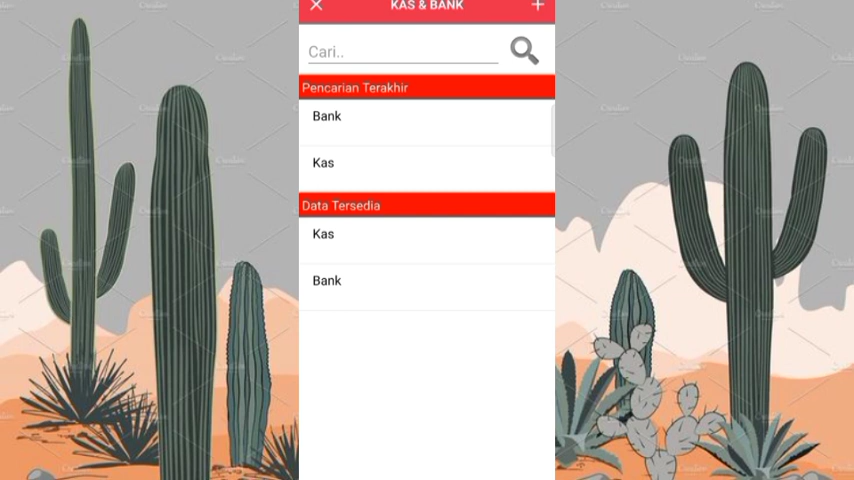 KAS & BANK
Cari..
Pencarian Terakhir
Bank
Kas
Data Tersedia
Kas
Bank